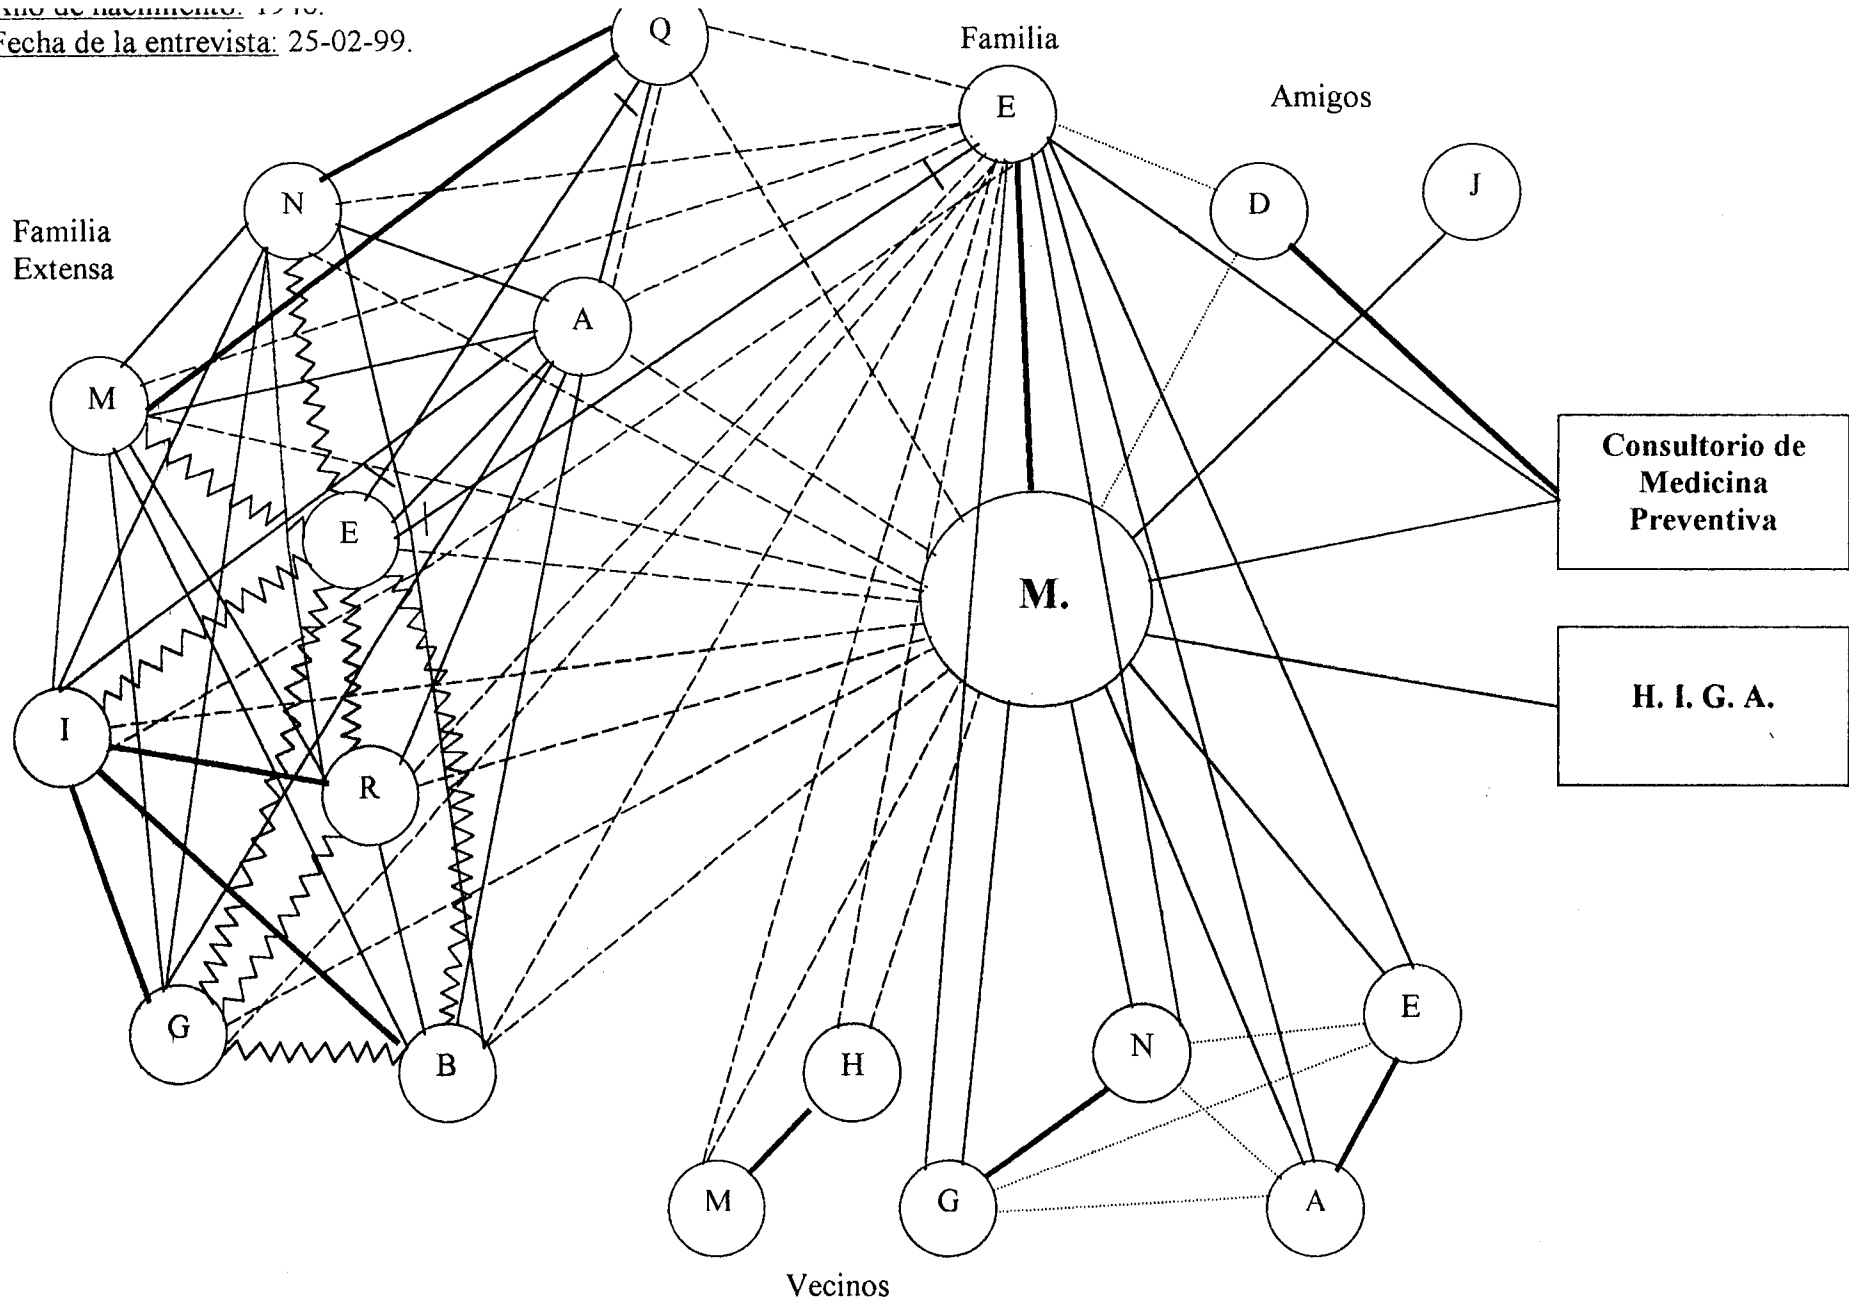 Fecha de la entrevista: 25-02-99.
Q
Familia
E
Amigos
D
J
N
Familia
Extensa
A
M
E
Consultorio de
Medicina
Preventiva
M.
H. I. G. A.
I
R
G
B
H
N
E
M
G
A
Vecinos